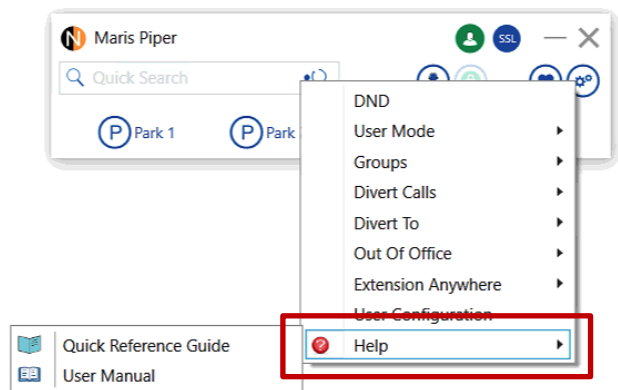 N Maris Piper
SSL
Quick Search
P Park 1
P Park
DND
User Mode
Groups
Divert Calls
Divert To
Out Of Office
Extension Anywhere
User Configuration
Help
Quick Reference Guide
User Manual